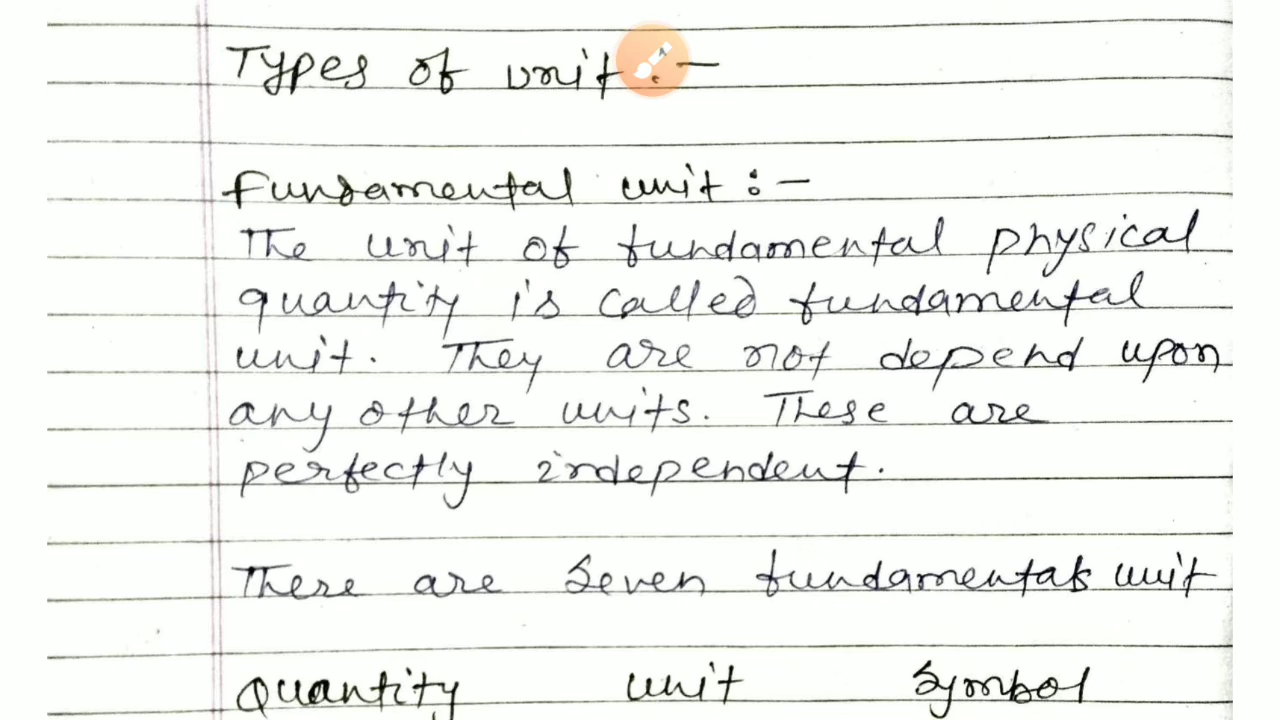 Types of unit :-
Fundamental unit :-
The unit of fundamental physical
quantity is called fundamental
unit. They are not depend upon
any other units. These are
perfectly independent.
There are Seven fundamentals unit
Quantity unit Symbol